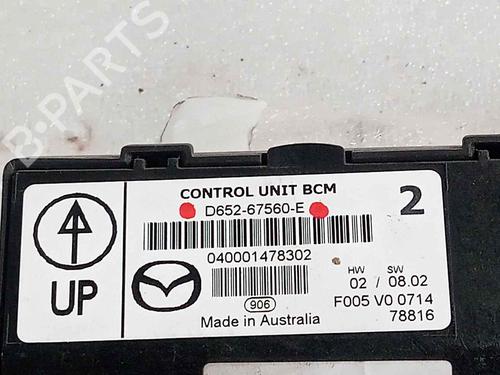 B-PARTS
CONTROL UNIT BCM
2
D652-67560-E
040001478302
UP
HW SW
02 / 08.02
906
F005 V0 0714
Made in Australia
78816